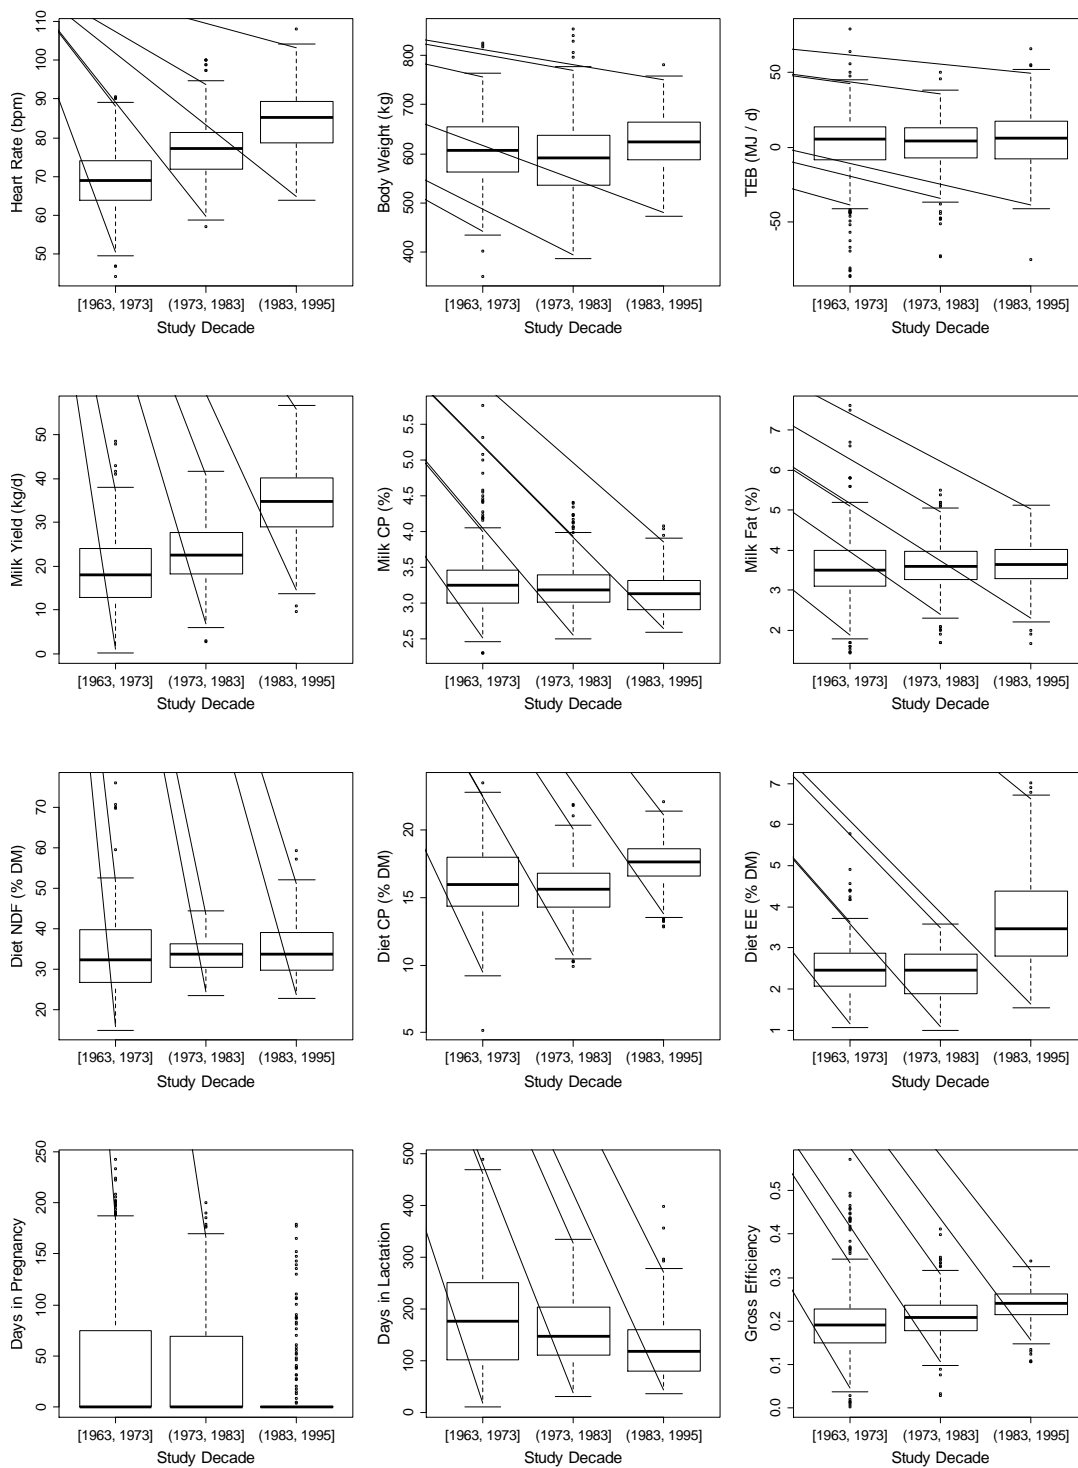 Heart Rate (bpm)
50 60 70 80 90 100 110
[1963, 1973] (1973, 1983] (1983, 1995]
Study Decade
Body Weight (kg)
400 500 600 700 800
[1963, 1973] (1973, 1983] (1983, 1995]
Study Decade
TEB (MJ / d)
-50 0 50
[1963, 1973] (1973, 1983] (1983, 1995]
Study Decade
Milk Yield (kg/d)
0 10 20 30 40 50
[1963, 1973] (1973, 1983] (1983, 1995]
Study Decade
Milk CP (%)
2.5 3.0 3.5 4.0 4.5 5.0 5.5
[1963, 1973] (1973, 1983] (1983, 1995]
Study Decade
Milk Fat (%)
2 3 4 5 6 7
[1963, 1973] (1973, 1983] (1983, 1995]
Study Decade
Diet NDF (% DM)
20 30 40 50 60 70
[1963, 1973] (1973, 1983] (1983, 1995]
Study Decade
Diet CP (% DM)
5 10 15 20
[1963, 1973] (1973, 1983] (1983, 1995]
Study Decade
Diet EE (% DM)
1 2 3 4 5 6 7
[1963, 1973] (1973, 1983] (1983, 1995]
Study Decade
Days in Pregnancy
0 50 100 150 200 250
[1963, 1973] (1973, 1983] (1983, 1995]
Study Decade
Days in Lactation
0 100 200 300 400 500
[1963, 1973] (1973, 1983] (1983, 1995]
Study Decade
Gross Efficiency
0.0 0.1 0.2 0.3 0.4 0.5
[1963, 1973] (1973, 1983] (1983, 1995]
Study Decade